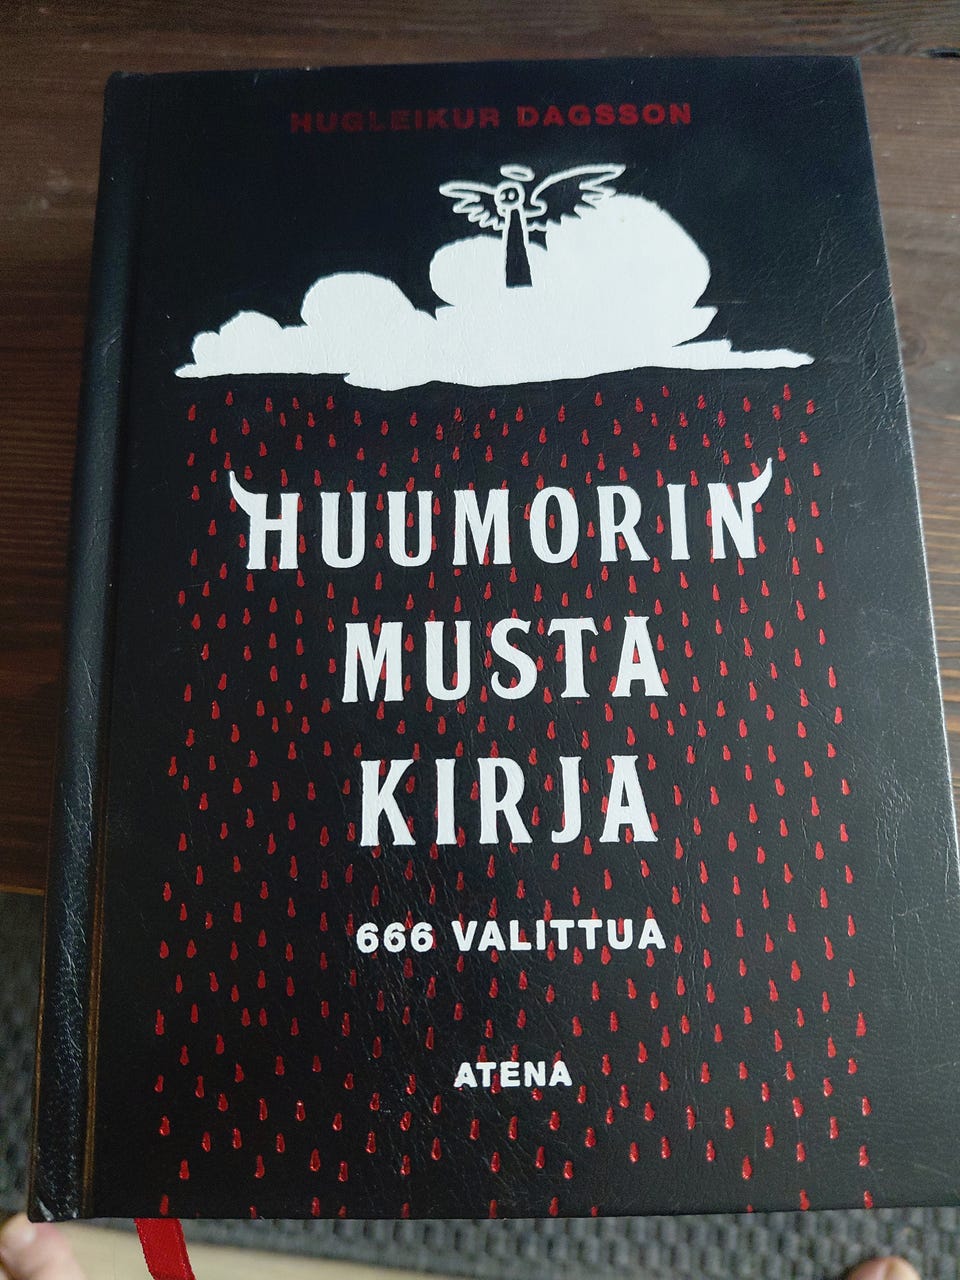 HUGLEIKUR DAGSSON
HUUMORIN
MUSTA
KIRJA
666 VALITTUA
ATENA